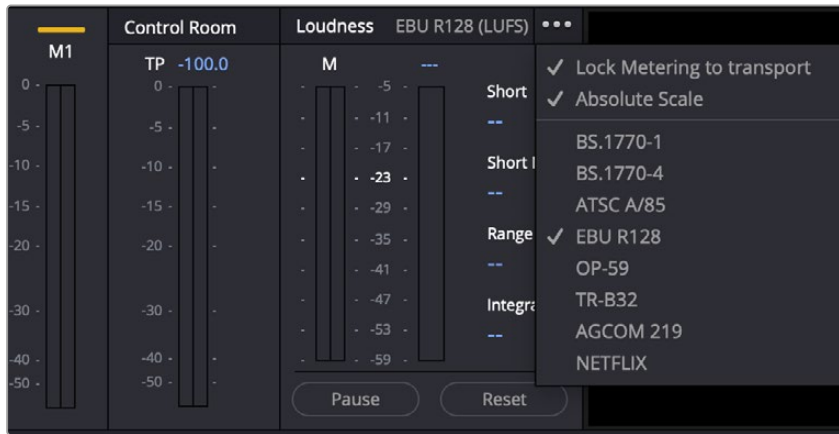 M1
0 -
-5 -
-10 -
-15 -
-20 -
-30 -
-40 -
-50 -
Control Room
TP -100.0
0 -
-5 -
-10 -
-15 -
-20 -
-30 -
-40 -
-50 -
Loudness EBU R128 (LUFS) •••
M ---
-5
-11
-17
-23
-29
-35
-41
-47
-53
-59
Short
--
Short
--
Range
--
--
Pause Reset
✓ Lock Metering to transport
✓ Absolute Scale
BS.1770-1
BS.1770-4
ATSC A/85
✓ EBU R128
OP-59
TR-B32
AGCOM 219
NETFLIX